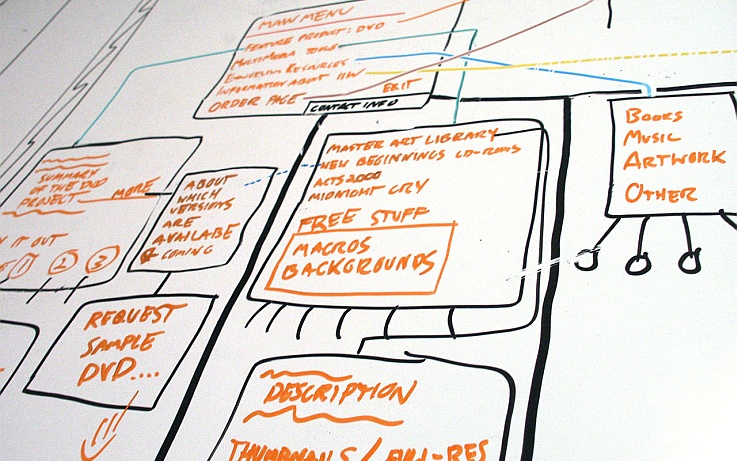 MAIN MENU
FEATURE PRODUCT: DVD
MULTIMEDIA TOOLS
EVANGELISM RESOURCES
INFORMATION ABOUT
EXIT
ORDER PAGE
CONTACT INFO
SUMMARY
OF THE DVD
PROJECT
MORE
IT OUT
1 2 3
ABOUT
WHICH
VERSIONS
ARE
AVAILABE
COMING
REQUEST
SAMPLE
DVD....
MASTER ART LIBRARY
NEW BEGINNINGS CD-ROMS
ACTS 2000
MIDNIGHT CRY
FREE STUFF
MACROS
BACKGROUNDS
DESCRIPTION
THUMBNAILS / FULL-RES
BOOKS
MUSIC
ARTWORK
OTHER